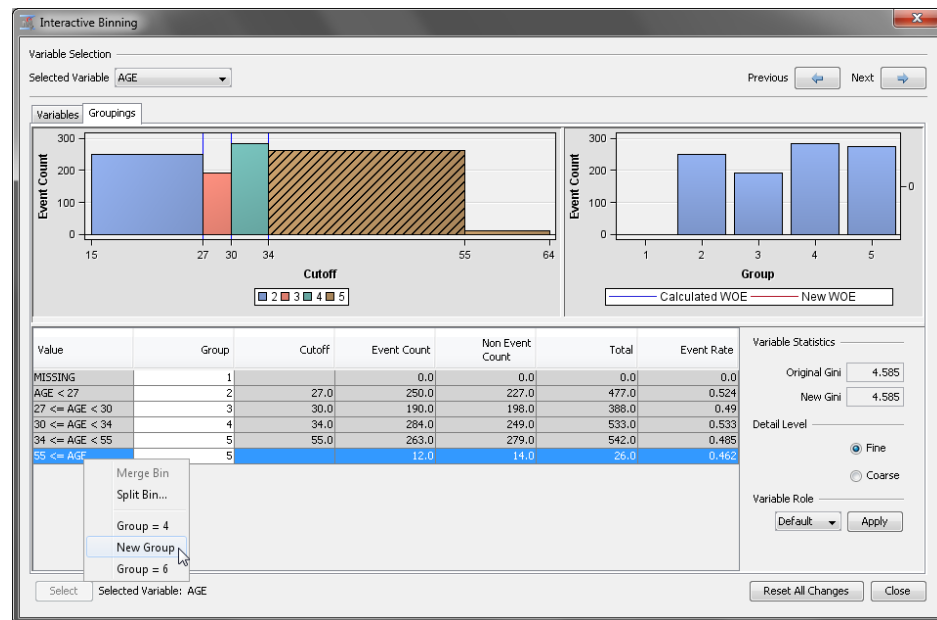 Interactive Binning
Variable Selection
Selected Variable AGE Previous Next
Variables Groupings
Event Count
300
200
100
0
15 27 30 34 55 64
Cutoff
2 3 4 5
Event Count
300
200
100
0
0
1 2 3 4 5
Group
Calculated WOE New WOE
Value Group Cutoff Event Count Non Event Count Total Event Rate
MISSING 1 0.0 0.0 0.0 0.0
AGE < 27 2 27.0 250.0 227.0 477.0 0.524
27 <= AGE < 30 3 30.0 190.0 198.0 388.0 0.49
30 <= AGE < 34 4 34.0 284.0 249.0 533.0 0.533
34 <= AGE < 55 5 55.0 263.0 279.0 542.0 0.485
55 <= AGE 5 12.0 14.0 26.0 0.462
Merge Bin
Split Bin...
Group = 4
New Group
Group = 6
Variable Statistics
Original Gini 4.585
New Gini 4.585
Detail Level
Fine
Coarse
Variable Role
Default Apply
Select Selected Variable: AGE Reset All Changes Close